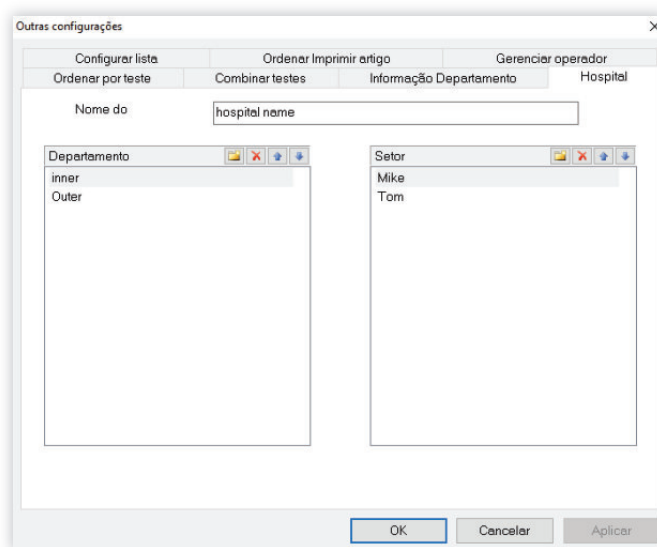 Outras configurações
Configurar lista Ordenar Imprimir artigo Gerenciar operador
Ordenar por teste Combinar testes Informação Departamento Hospital
Nome do hospital name
Departamento Setor
inner Mike
Outer Tom
OK Cancelar Aplicar